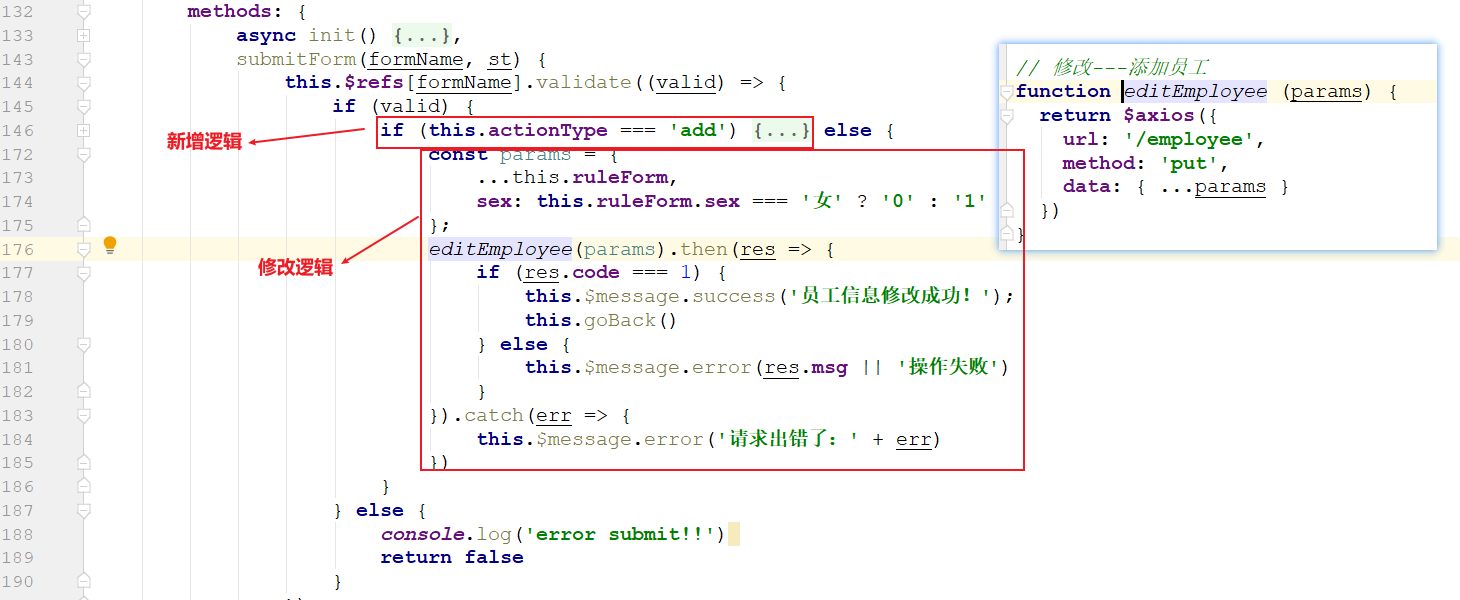 132 methods: {
133 async init() {...},
143 submitForm(formName, st) {
144 this.$refs[formName].validate((valid) => {
145 if (valid) {
146 if (this.actionType === 'add') {...} else {
新增逻辑
172 const params = {
173 ...this.ruleForm,
174 sex: this.ruleForm.sex === '女' ? '0' : '1'
175 };
176 editEmployee(params).then(res => {
修改逻辑
177 if (res.code === 1) {
178 this.$message.success('员工信息修改成功！');
179 this.goBack()
180 } else {
181 this.$message.error(res.msg || '操作失败')
182 }
183 }).catch(err => {
184 this.$message.error('请求出错了：' + err)
185 })
186 }
187 } else {
188 console.log('error submit!!')
189 return false
190 }
// 修改---添加员工
function editEmployee (params) {
return $axios({
url: '/employee',
method: 'put',
data: { ...params }
})
}